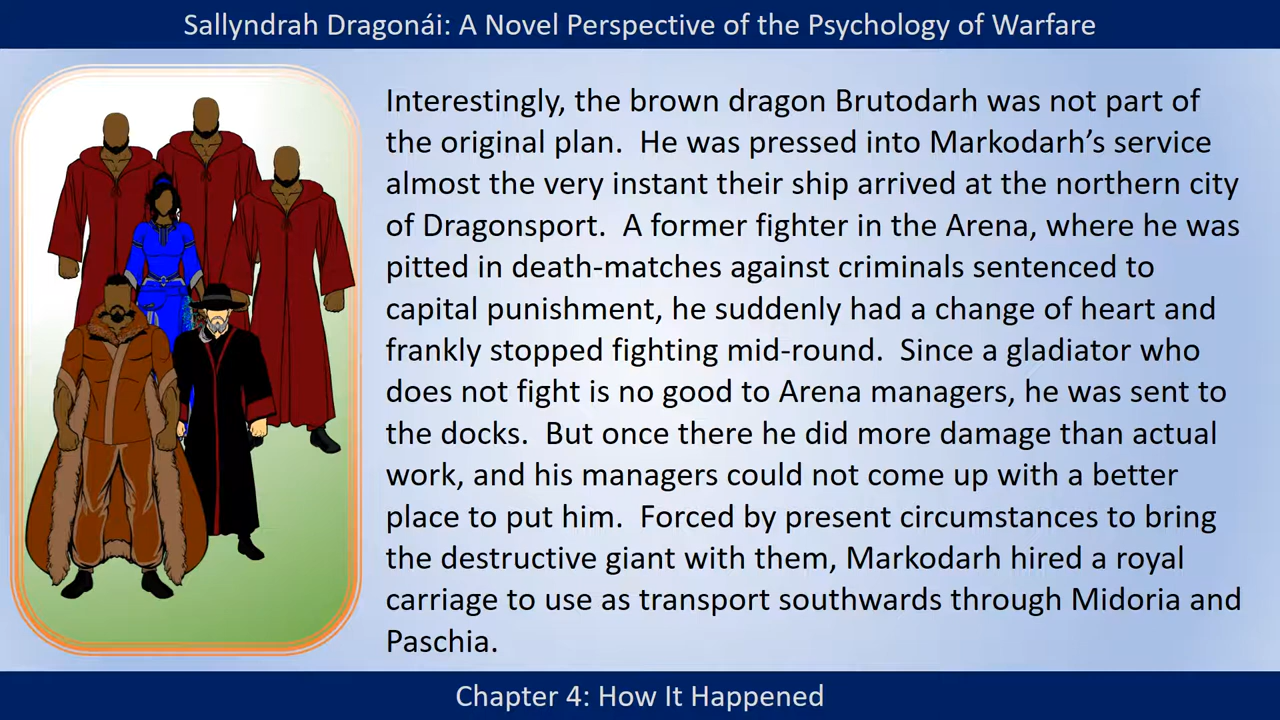 Sallyndrah Dragonái: A Novel Perspective of the Psychology of Warfare
Interestingly, the brown dragon Brutodarh was not part of
the original plan.  He was pressed into Markodarh’s service
almost the very instant their ship arrived at the northern city
of Dragonsport.  A former fighter in the Arena, where he was
pitted in death-matches against criminals sentenced to
capital punishment, he suddenly had a change of heart and
frankly stopped fighting mid-round.  Since a gladiator who
does not fight is no good to Arena managers, he was sent to
the docks.  But once there he did more damage than actual
work, and his managers could not come up with a better
place to put him.  Forced by present circumstances to bring
the destructive giant with them, Markodarh hired a royal
carriage to use as transport southwards through Midoria and
Paschia.
Chapter 4: How It Happened